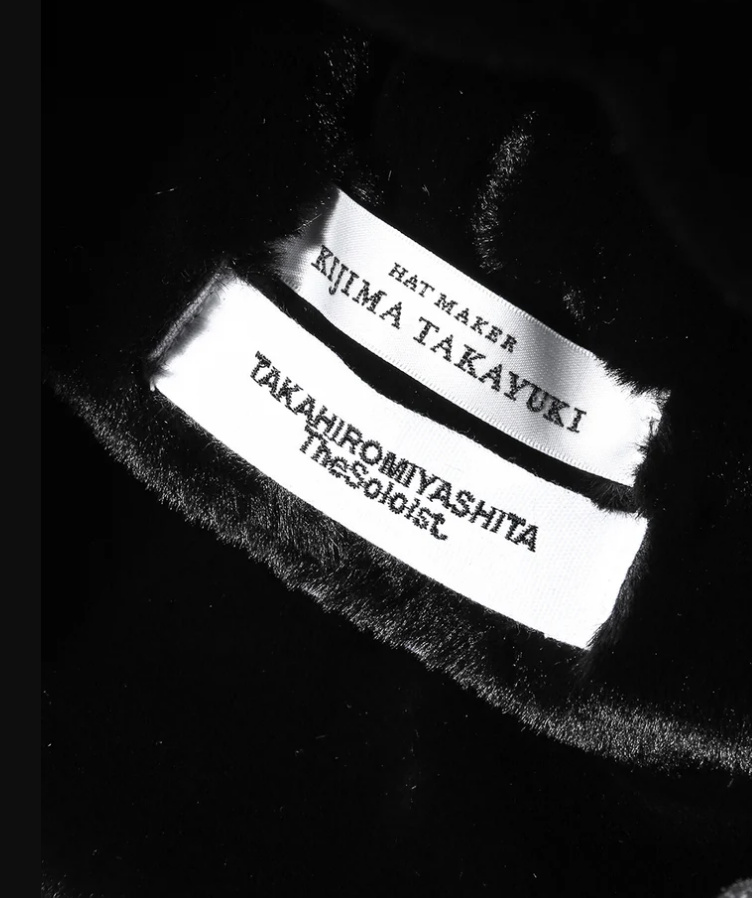 HAT MAKER
KIJIMA TAKAYUKI
TAKAHIROMIYASHITA
TheSoloist.